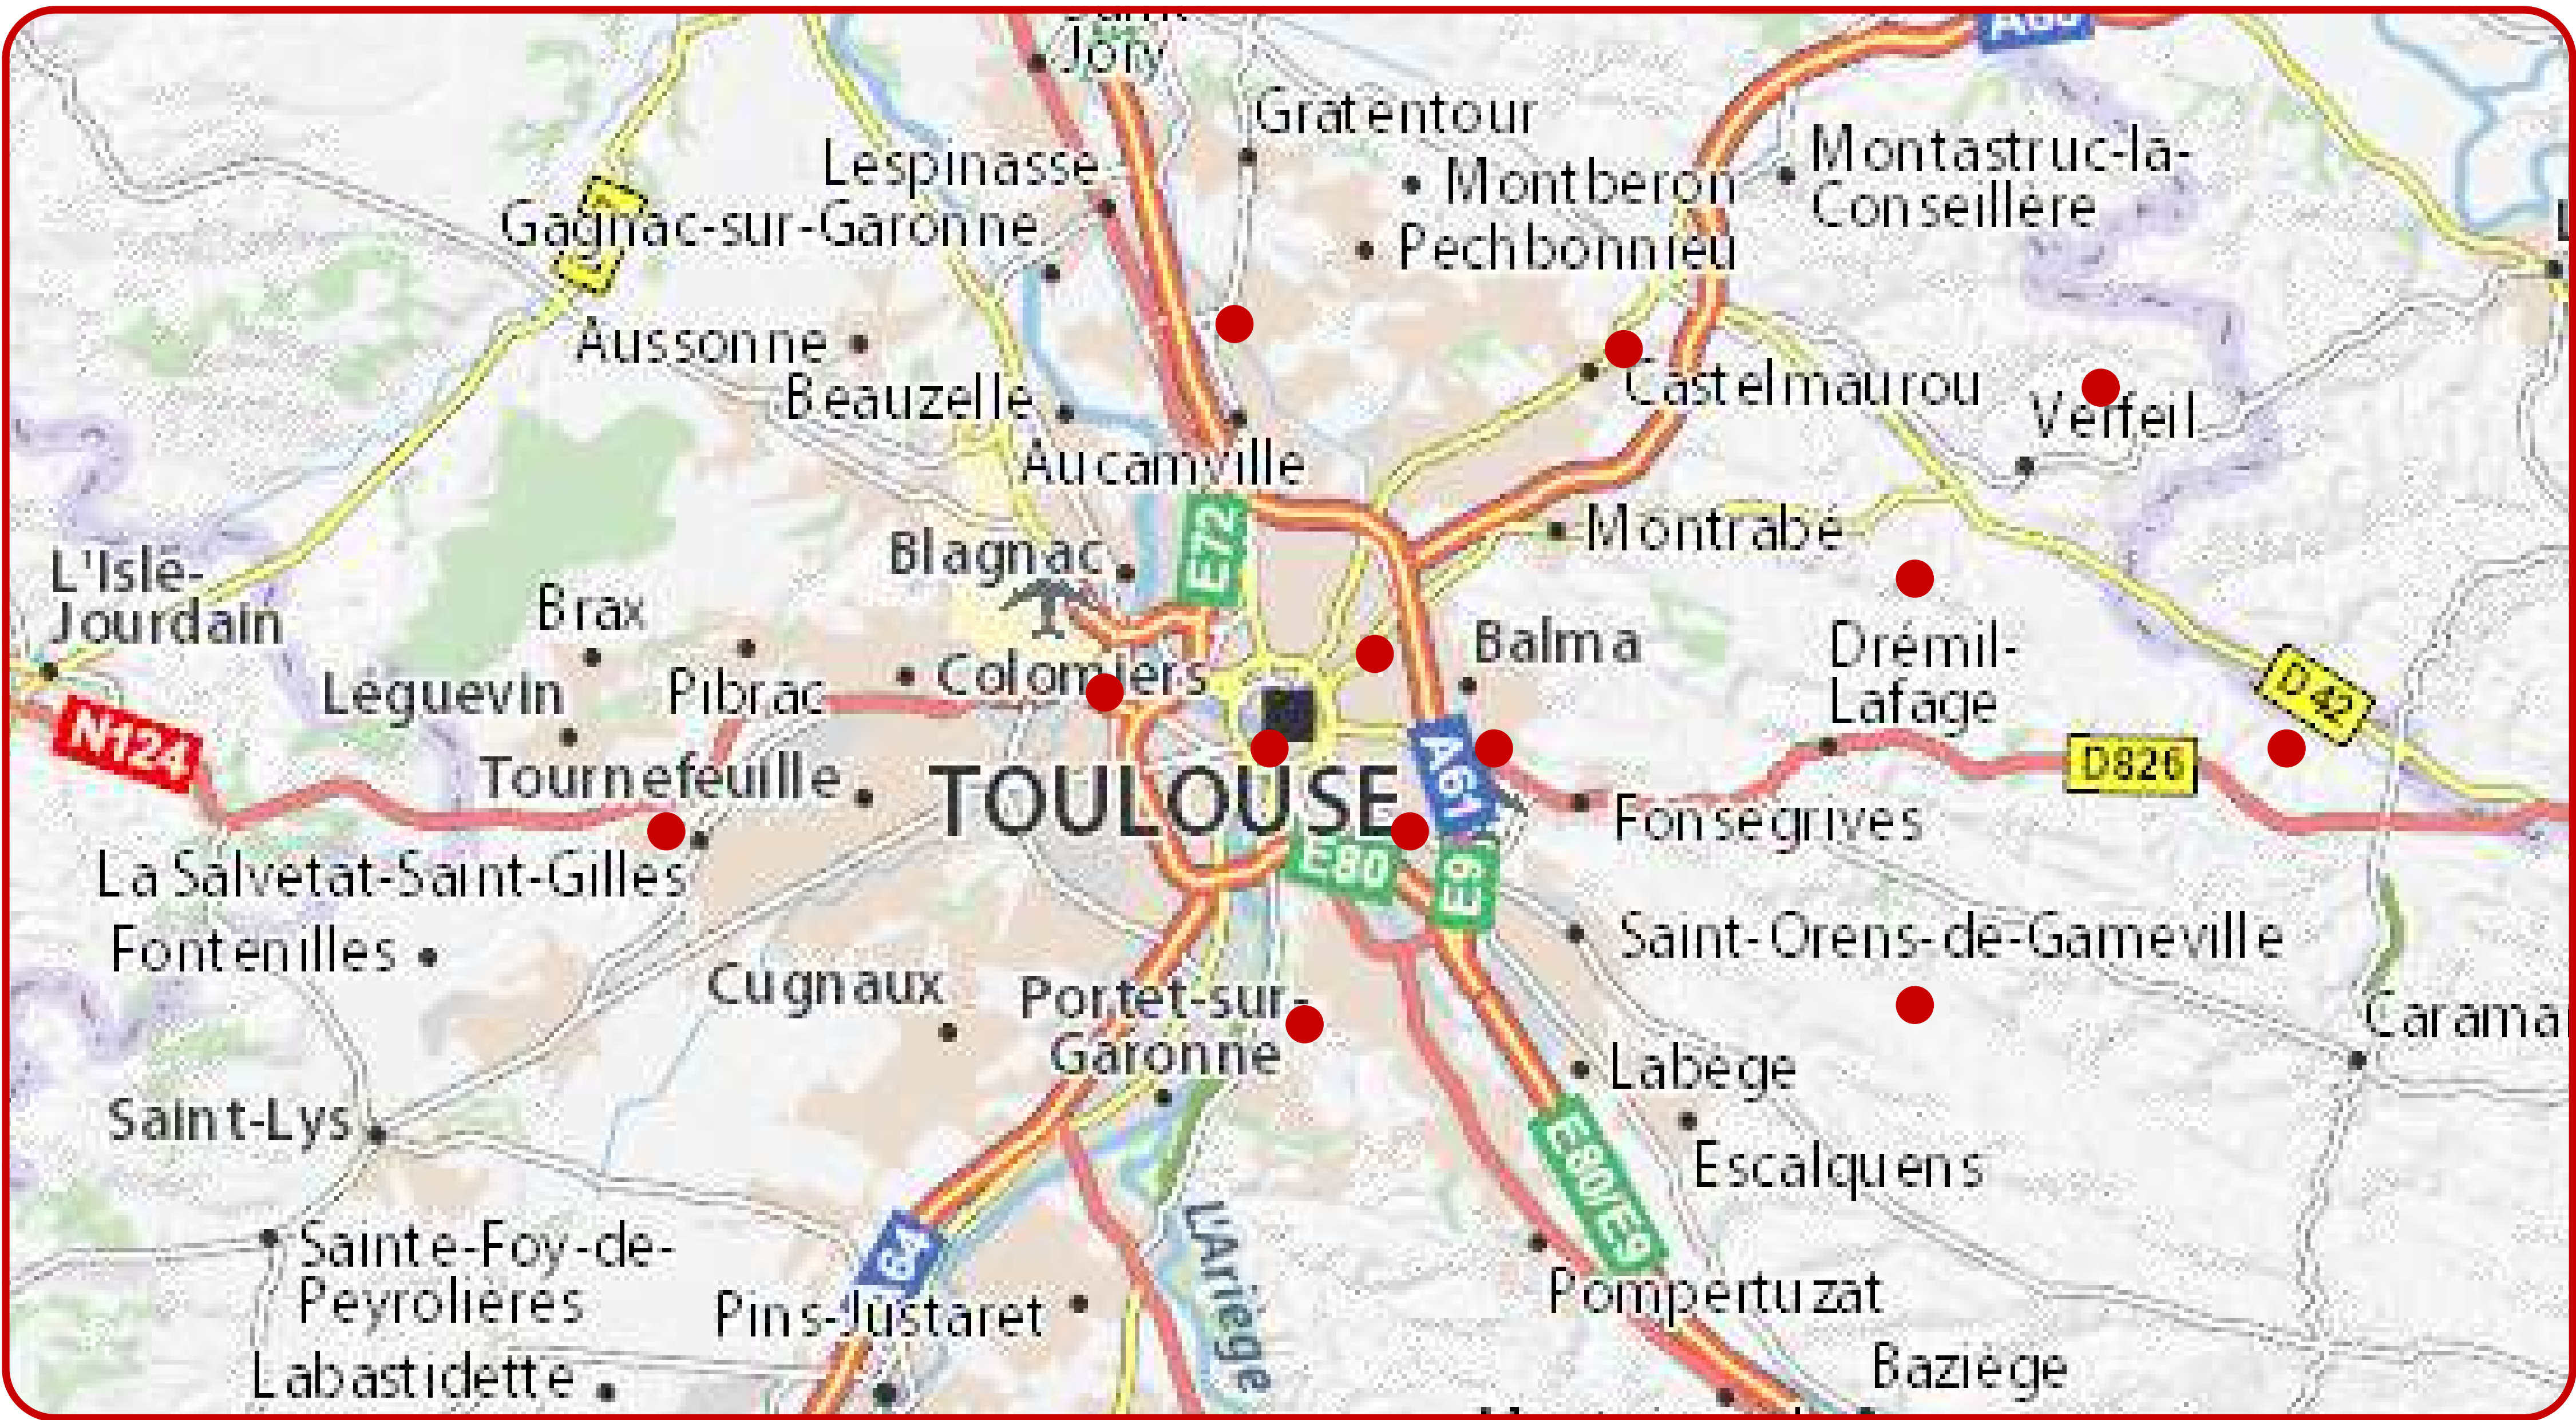 Jory
Gratentour
Lespinasse
Montberon
Montastruc-la-
Conseillère
Gagnac-sur-Garonne
Pechbonnieu
Aussonne
Beauzelle
Castelmaurou
Verfeil
Aucamville
E72
Montrabé
Blagnac
L'Isle-
Jourdain
Brax
Balma
Drémil-
Lafage
Léguevin
Pibrac
Colomiers
D42
N124
Tournefeuille
TOULOUSE
A61
D826
Fonsegrives
La Salvetat-Saint-Gilles
E80
E9
Fontenilles
Saint-Orens-de-Gameville
Cugnaux
Portet-sur-
Garonne
Carama
Labège
Saint-Lys
Escalquens
E80/E9
L'Ariège
Sainte-Foy-de-
Peyrolières
64
Pins-Justaret
Pompertuzat
Labastidette
Baziège